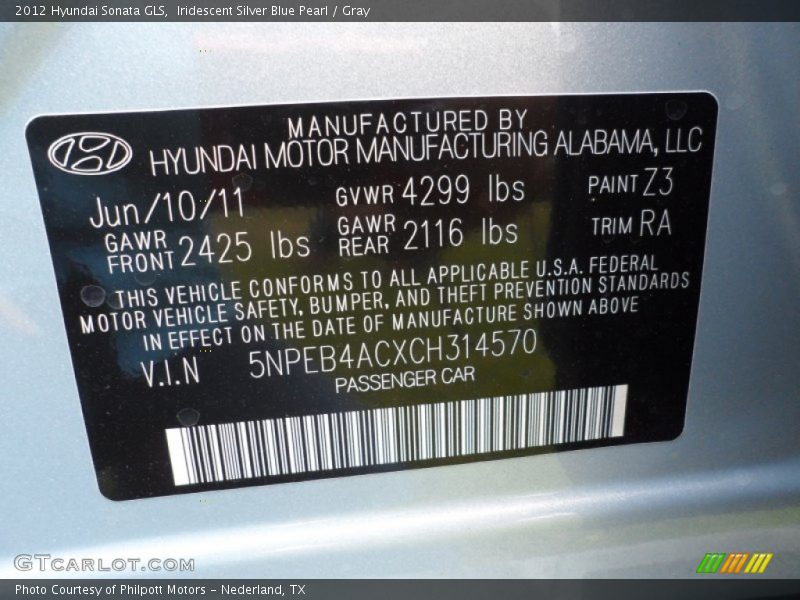 2012 Hyundai Sonata GLS, Iridescent Silver Blue Pearl / Gray
MANUFACTURED BY
HYUNDAI MOTOR MANUFACTURING ALABAMA, LLC
Jun/10/11 GVWR 4299 lbs PAINT Z3
GAWR FRONT 2425 lbs GAWR REAR 2116 lbs TRIM RA
THIS VEHICLE CONFORMS TO ALL APPLICABLE U.S.A. FEDERAL
MOTOR VEHICLE SAFETY, BUMPER, AND THEFT PREVENTION STANDARDS
IN EFFECT ON THE DATE OF MANUFACTURE SHOWN ABOVE
V.I.N 5NPEB4ACXCH314570
PASSENGER CAR
GTCARLOT.COM
Photo Courtesy of Philpott Motors - Nederland, TX